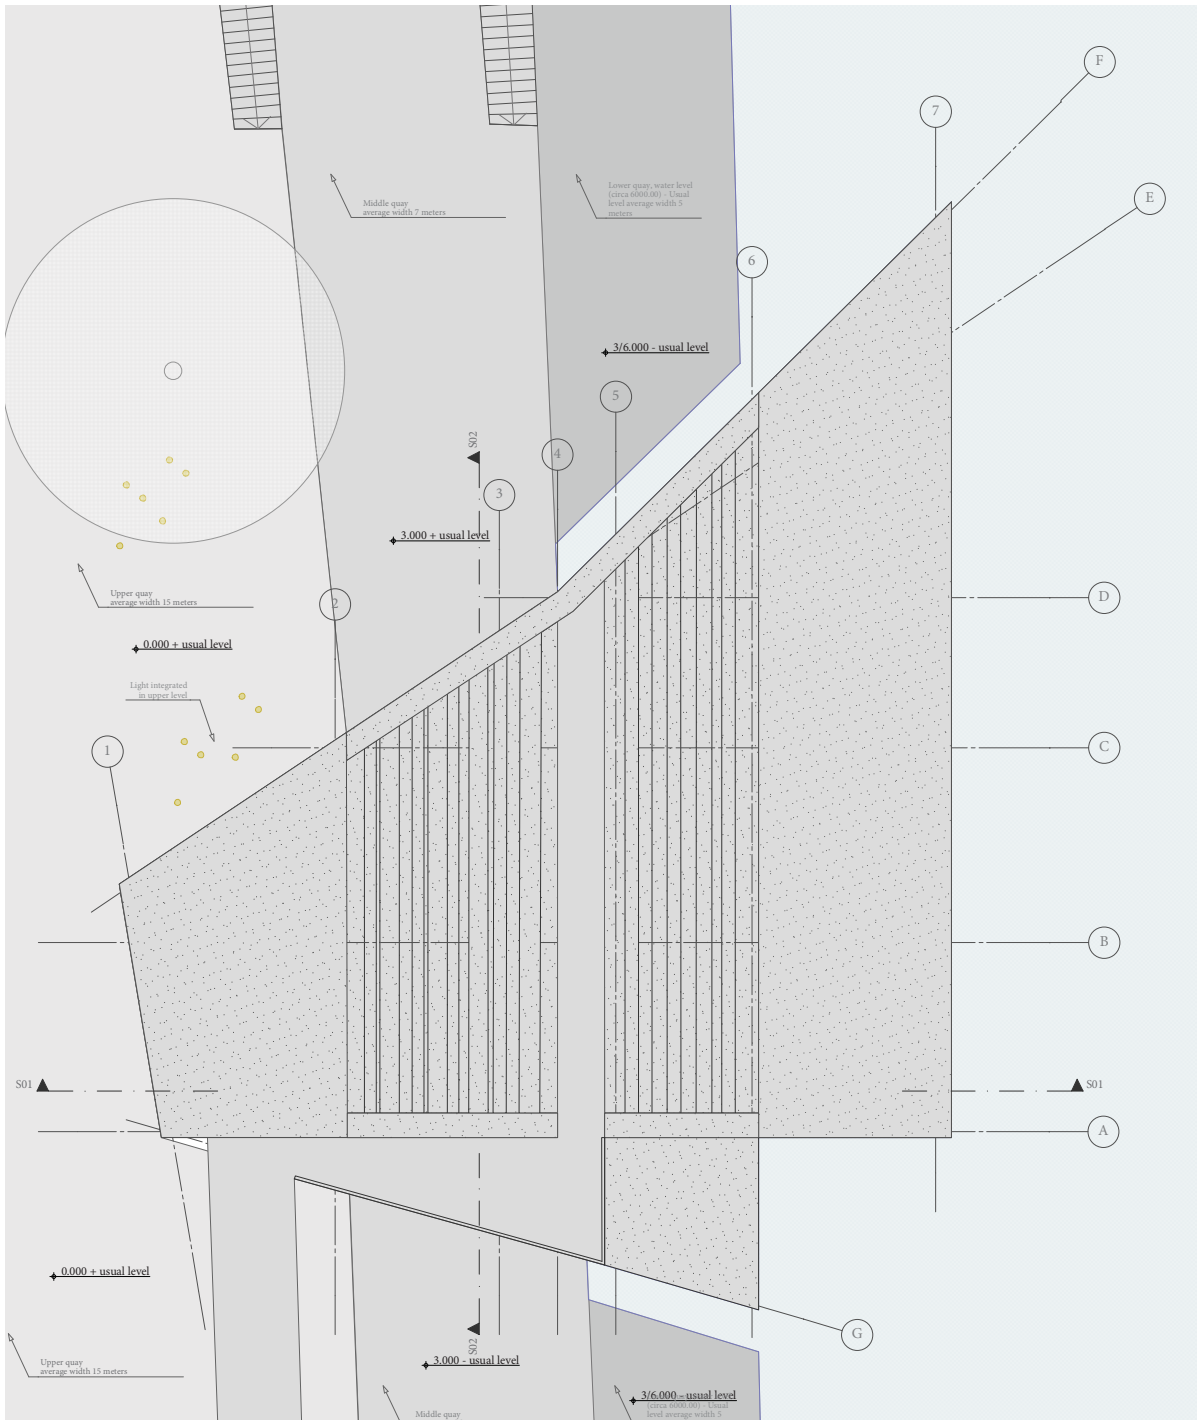 F
7
E
Middle quay
average width 7 meters
Lower quay, water level
(circa 6000.00) - Usual
level average width 5
meters
6
3/6.000 - usual level
5
S02
4
3
3.000 + usual level
Upper quay
average width 15 meters
2
D
0.000 + usual level
Light integrated
in upper level
1
C
B
S01
S01
A
0.000 + usual level
G
S02
Upper quay
average width 15 meters
3.000 - usual level
3/6.000 - usual level
(circa 6000.00) - Usual
level average width 5
Middle quay